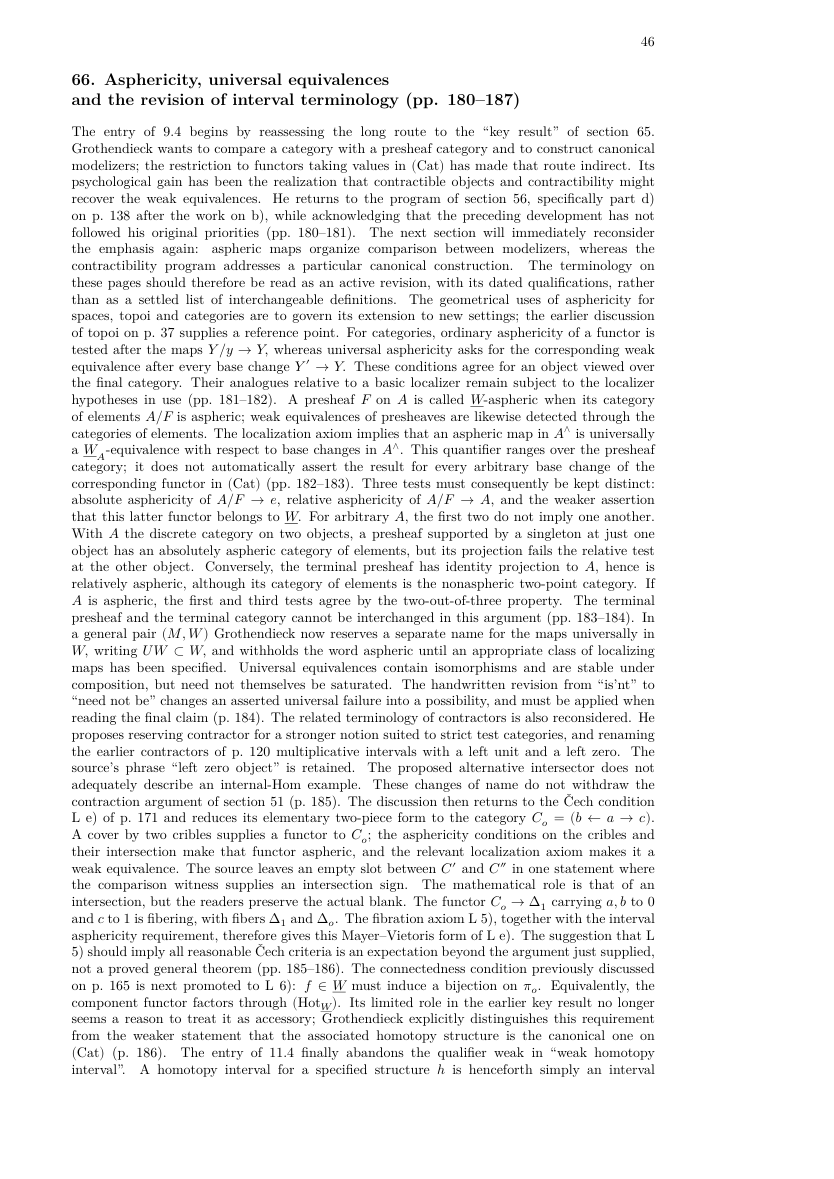 46
66. Asphericity, universal equivalences
and the revision of interval terminology (pp. 180–187)
The entry of 9.4 begins by reassessing the long route to the “key result” of section 65.
Grothendieck wants to compare a category with a presheaf category and to construct canonical
modelizers; the restriction to functors taking values in (Cat) has made that route indirect. Its
psychological gain has been the realization that contractible objects and contractibility might
recover the weak equivalences. He returns to the program of section 56, specifically part d)
on p. 138 after the work on b), while acknowledging that the preceding development has not
followed his original priorities (pp. 180–181). The next section will immediately reconsider
the emphasis again: aspheric maps organize comparison between modelizers, whereas the
contractibility program addresses a particular canonical construction. The terminology on
these pages should therefore be read as an active revision, with its dated qualifications, rather
than as a settled list of interchangeable definitions. The geometrical uses of asphericity for
spaces, topoi and categories are to govern its extension to new settings; the earlier discussion
of topoi on p. 37 supplies a reference point. For categories, ordinary asphericity of a functor is
tested after the maps Y/y → Y, whereas universal asphericity asks for the corresponding weak
equivalence after every base change Y′ → Y. These conditions agree for an object viewed over
the final category. Their analogues relative to a basic localizer remain subject to the localizer
hypotheses in use (pp. 181–182). A presheaf F on A is called W-aspheric when its category
of elements A/F is aspheric; weak equivalences of presheaves are likewise detected through the
categories of elements. The localization axiom implies that an aspheric map in A^ is universally
a W_A-equivalence with respect to base changes in A^. This quantifier ranges over the presheaf
category; it does not automatically assert the result for every arbitrary base change of the
corresponding functor in (Cat) (pp. 182–183). Three tests must consequently be kept distinct:
absolute asphericity of A/F → e, relative asphericity of A/F → A, and the weaker assertion
that this latter functor belongs to W. For arbitrary A, the first two do not imply one another.
With A the discrete category on two objects, a presheaf supported by a singleton at just one
object has an absolutely aspheric category of elements, but its projection fails the relative test
at the other object. Conversely, the terminal presheaf has identity projection to A, hence is
relatively aspheric, although its category of elements is the nonaspheric two-point category. If
A is aspheric, the first and third tests agree by the two-out-of-three property. The terminal
presheaf and the terminal category cannot be interchanged in this argument (pp. 183–184). In
a general pair (M, W) Grothendieck now reserves a separate name for the maps universally in
W, writing UW ⊂ W, and withholds the word aspheric until an appropriate class of localizing
maps has been specified. Universal equivalences contain isomorphisms and are stable under
composition, but need not themselves be saturated. The handwritten revision from “is'nt” to
“need not be” changes an asserted universal failure into a possibility, and must be applied when
reading the final claim (p. 184). The related terminology of contractors is also reconsidered. He
proposes reserving contractor for a stronger notion suited to strict test categories, and renaming
the earlier contractors of p. 120 multiplicative intervals with a left unit and a left zero. The
source's phrase “left zero object” is retained. The proposed alternative intersector does not
adequately describe an internal-Hom example. These changes of name do not withdraw the
contraction argument of section 51 (p. 185). The discussion then returns to the Čech condition
L e) of p. 171 and reduces its elementary two-piece form to the category C_o = (b ← a → c).
A cover by two cribles supplies a functor to C_o; the asphericity conditions on the cribles and
their intersection make that functor aspheric, and the relevant localization axiom makes it a
weak equivalence. The source leaves an empty slot between C′ and C″ in one statement where
the comparison witness supplies an intersection sign. The mathematical role is that of an
intersection, but the readers preserve the actual blank. The functor C_o → Δ_1 carrying a, b to 0
and c to 1 is fibering, with fibers Δ_1 and Δ_o. The fibration axiom L 5), together with the interval
asphericity requirement, therefore gives this Mayer–Vietoris form of L e). The suggestion that L
5) should imply all reasonable Čech criteria is an expectation beyond the argument just supplied,
not a proved general theorem (pp. 185–186). The connectedness condition previously discussed
on p. 165 is next promoted to L 6): f ∈ W must induce a bijection on π_o. Equivalently, the
component functor factors through (Hot_W). Its limited role in the earlier key result no longer
seems a reason to treat it as accessory; Grothendieck explicitly distinguishes this requirement
from the weaker statement that the associated homotopy structure is the canonical one on
(Cat) (p. 186). The entry of 11.4 finally abandons the qualifier weak in “weak homotopy
interval”. A homotopy interval for a specified structure h is henceforth simply an interval